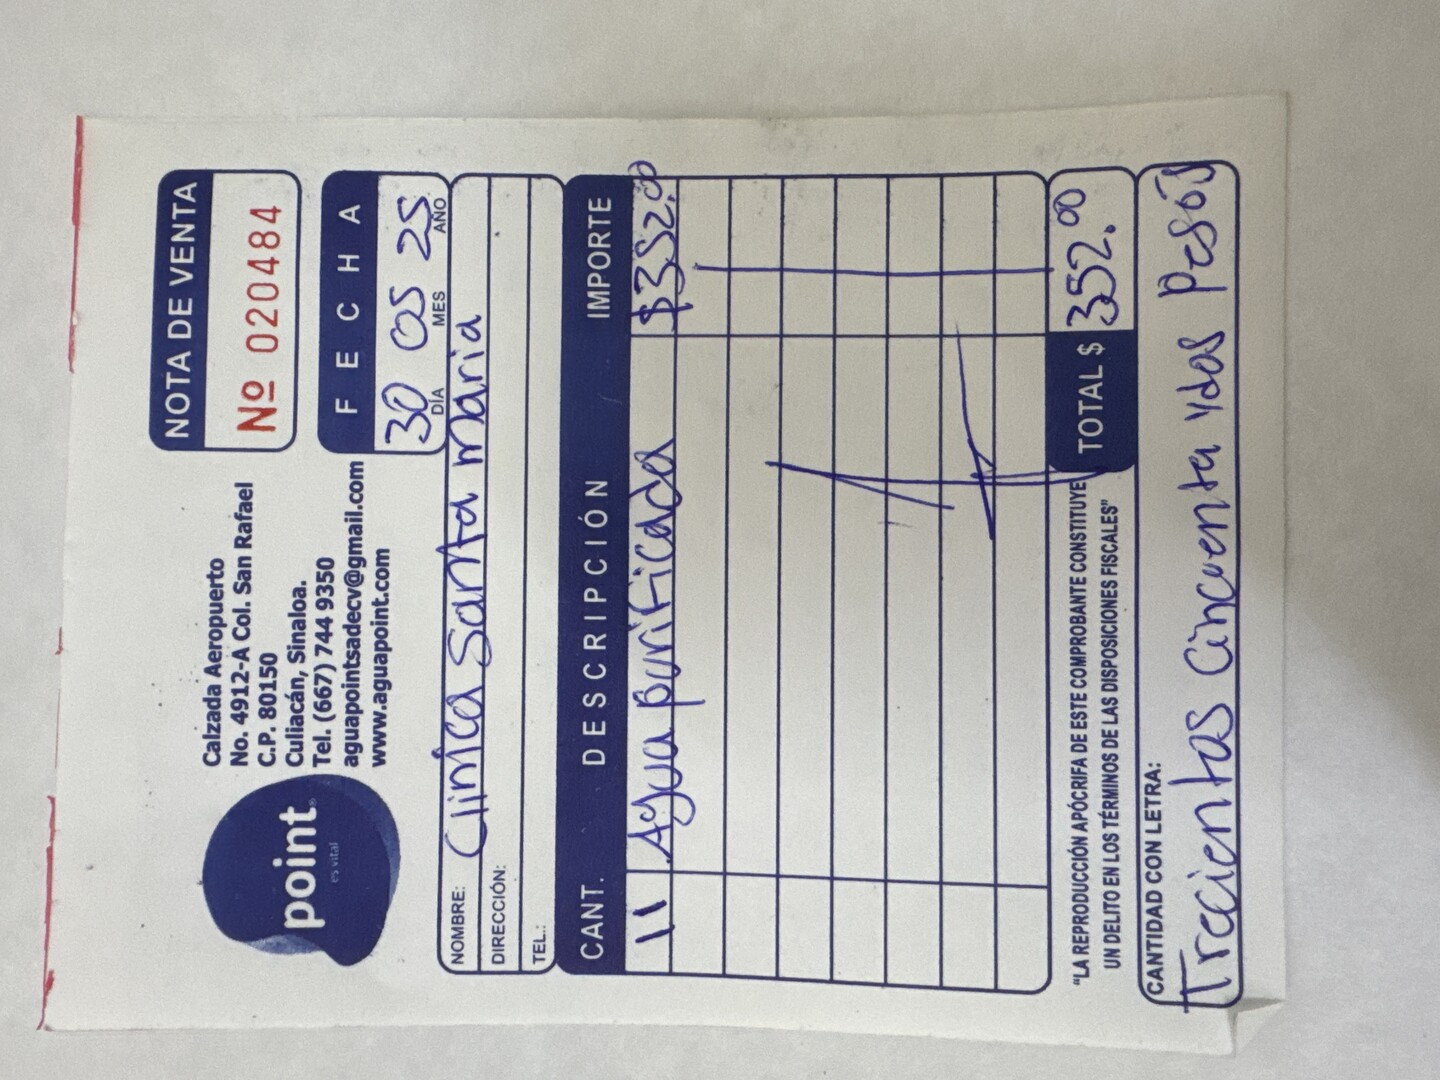 point
es vital
Calzada Aeropuerto
No. 4912-A Col. San Rafael
C.P. 80150
Culiacán, Sinaloa.
Tel. (667) 744 9350
aguapointsadecv@gmail.com
www.aguapoint.com
NOTA DE VENTA
Nº 020484
FECHA
30 05 25
DÍA MES AÑO
NOMBRE: Clinica Santa maria
DIRECCIÓN:
TEL.:
CANT. DESCRIPCIÓN IMPORTE
11 Agua purificada $352.00
"LA REPRODUCCIÓN APÓCRIFA DE ESTE COMPROBANTE CONSTITUYE
UN DELITO EN LOS TÉRMINOS DE LAS DISPOSICIONES FISCALES"
TOTAL $ 352.00
CANTIDAD CON LETRA:
Trecientas Cincuenta y dos Pesos